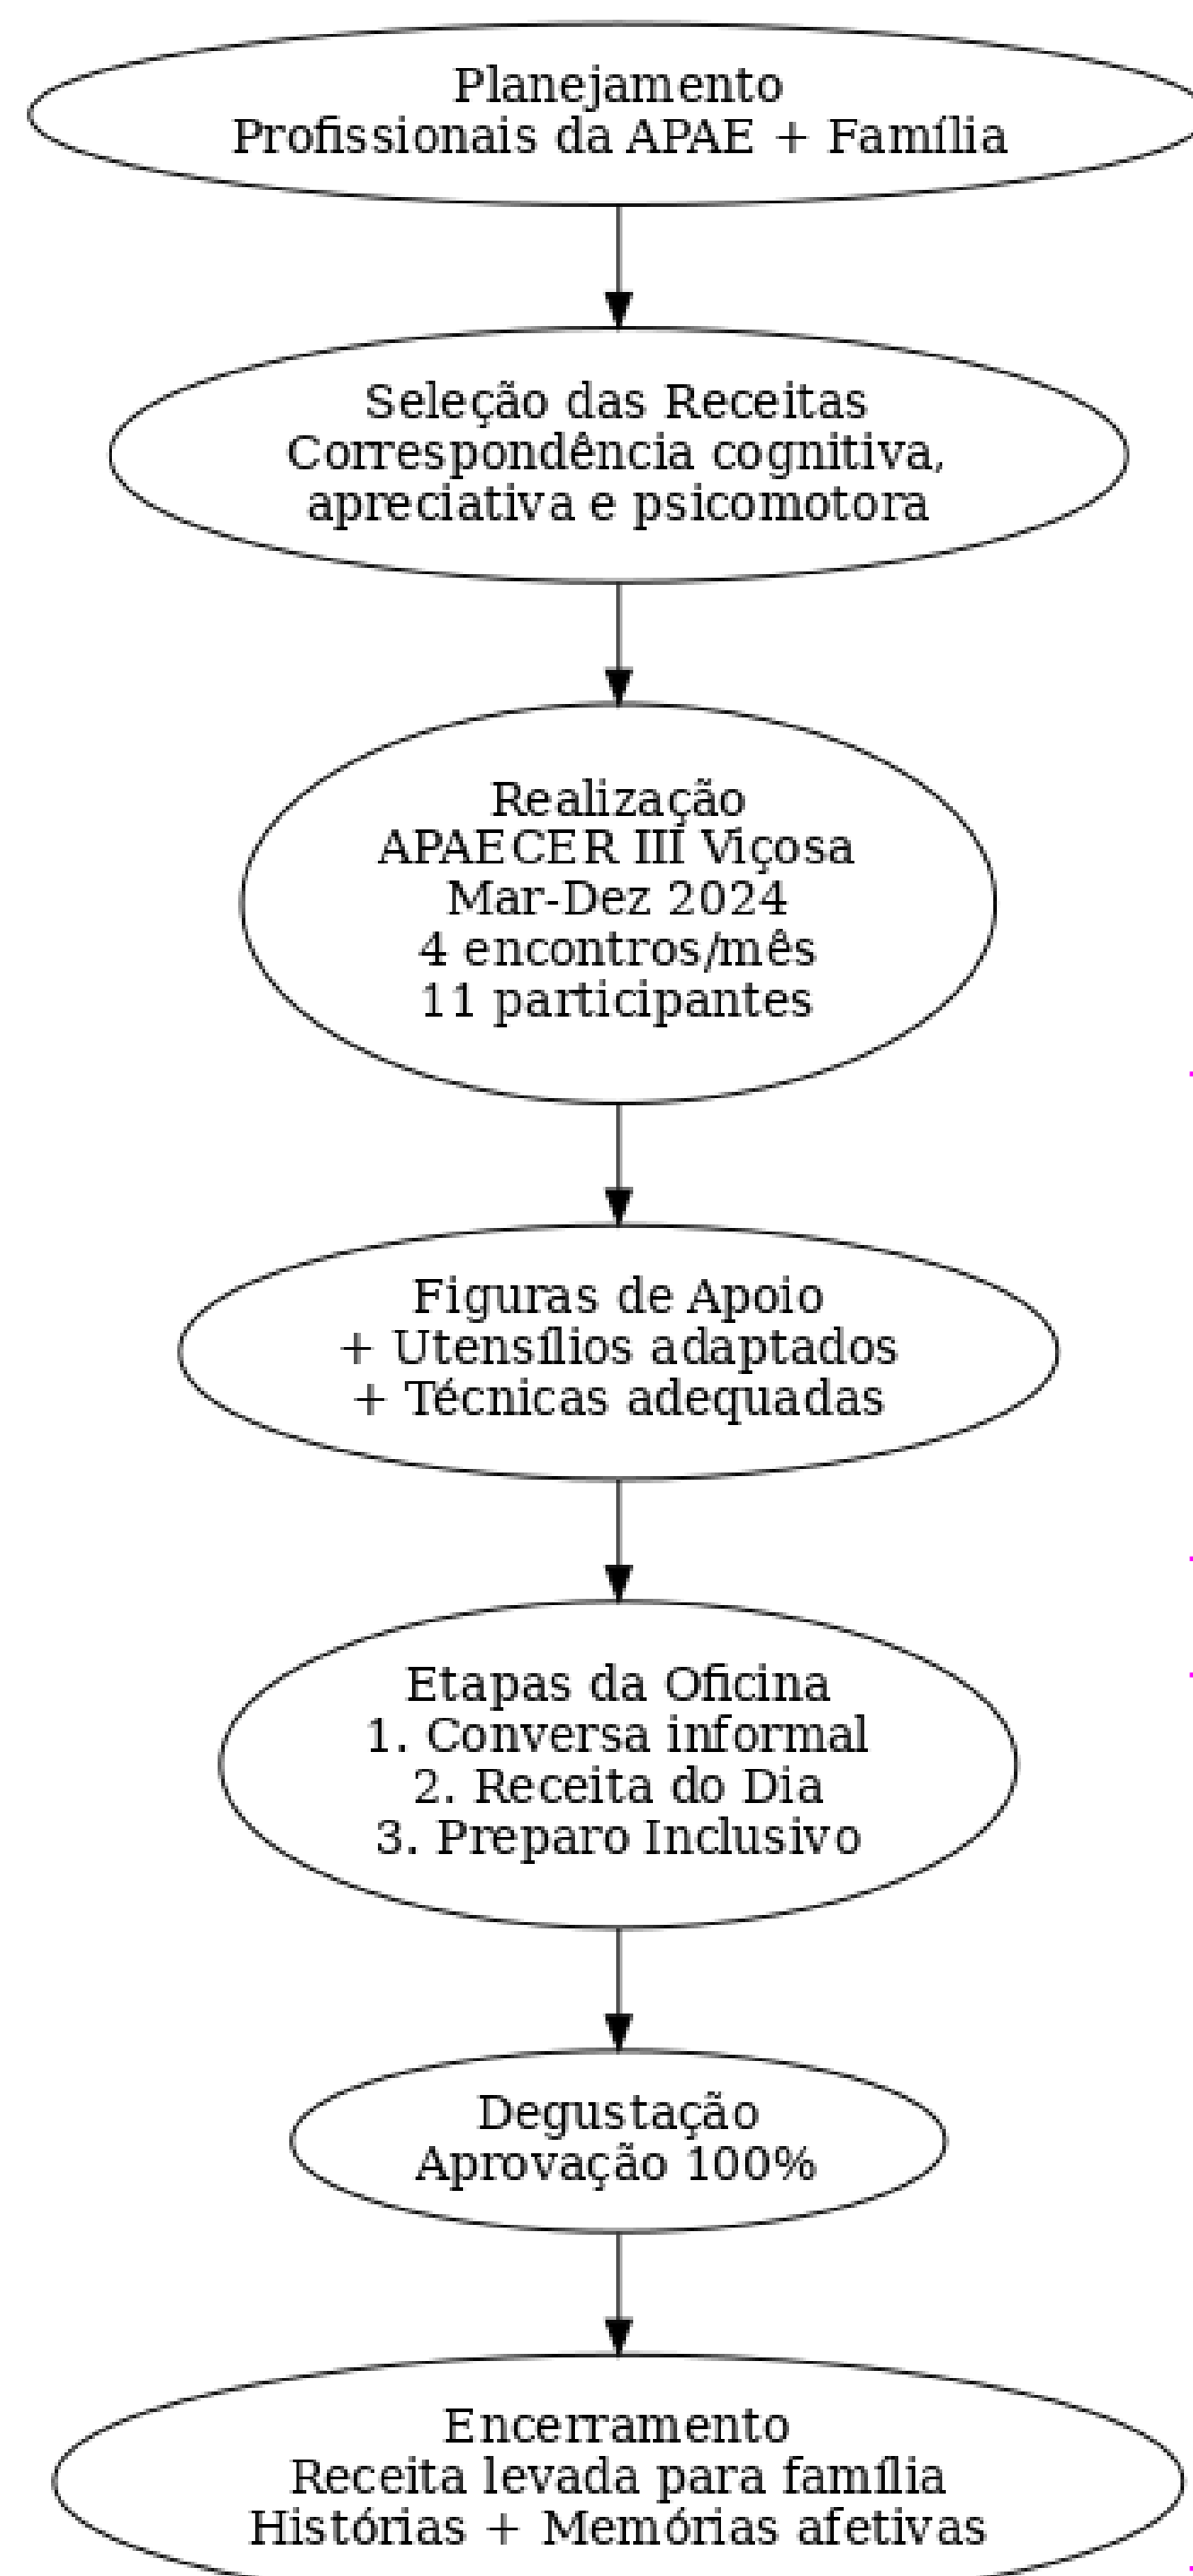 Planejamento
Profissionais da APAE + Família
Seleção das Receitas
Correspondência cognitiva,
apreciativa e psicomotora
Realização
APAECER III Viçosa
Mar-Dez 2024
4 encontros/mês
11 participantes
Figuras de Apoio
+ Utensílios adaptados
+ Técnicas adequadas
Etapas da Oficina
1. Conversa informal
2. Receita do Dia
3. Preparo Inclusivo
Degustação
Aprovação 100%
Encerramento
Receita levada para família
Histórias + Memórias afetivas